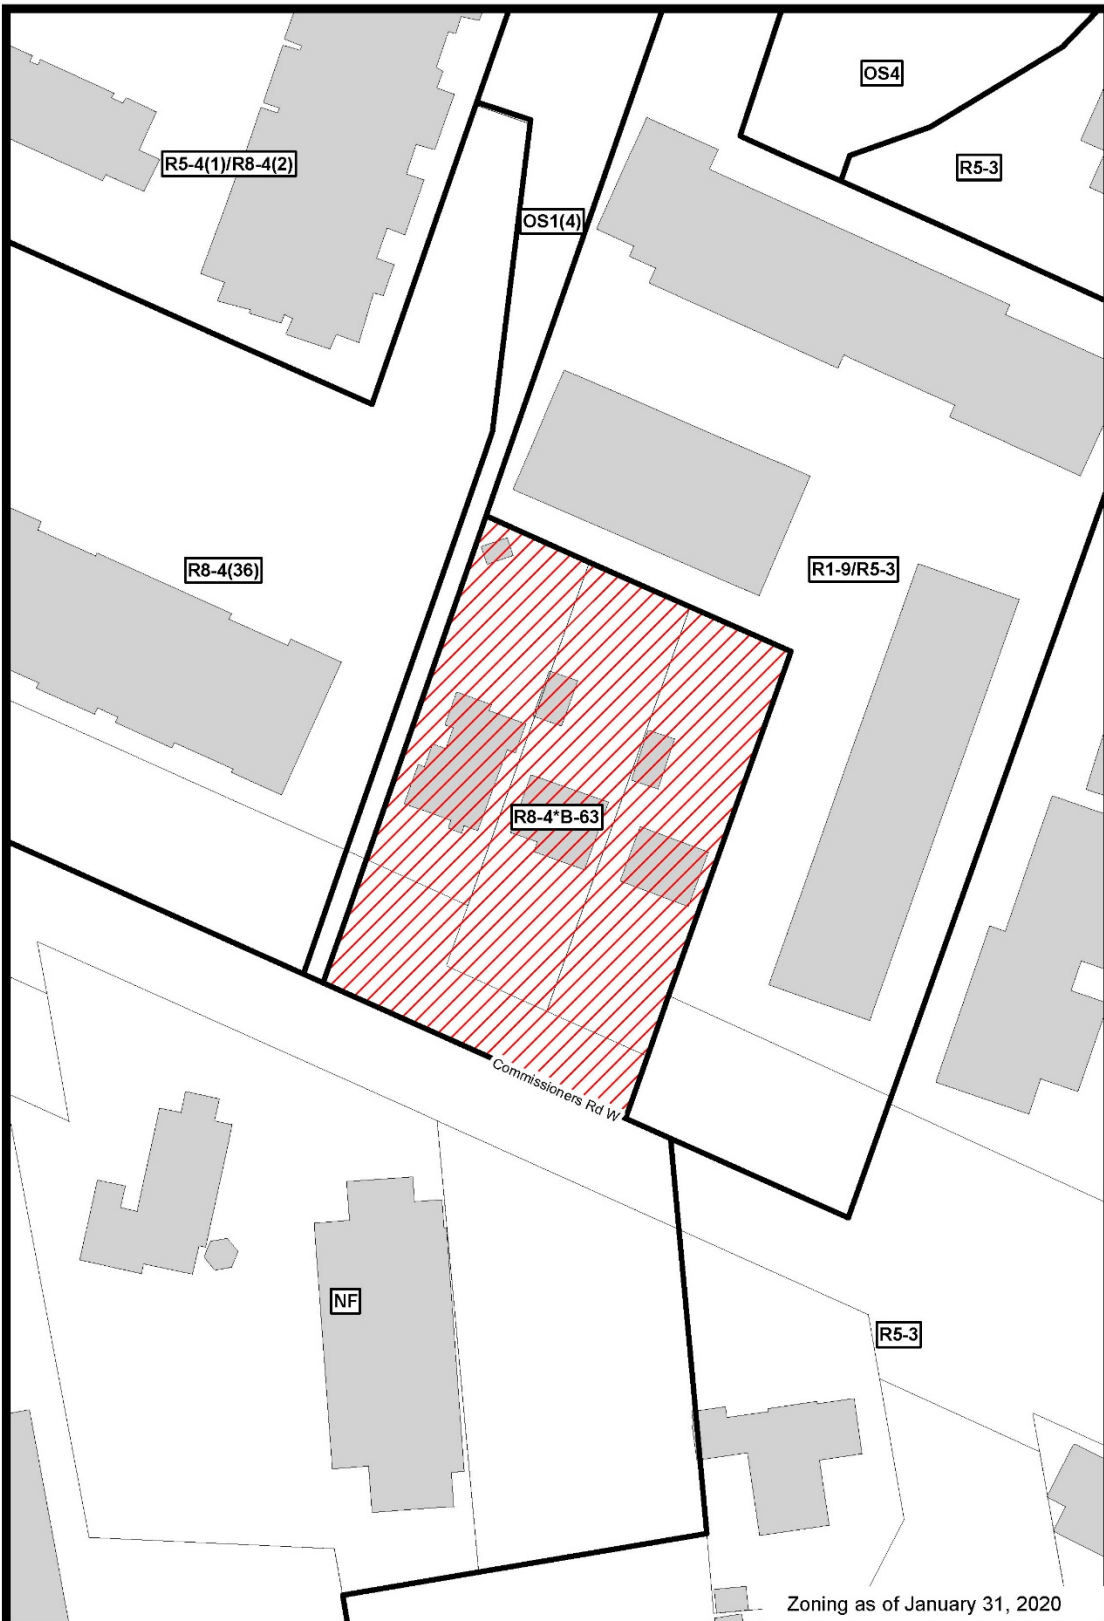 OS4
R5-4(1)/R8-4(2)
R5-3
OS1(4)
R8-4(36)
R1-9/R5-3
R8-4*B-63
Commissioners Rd W
NF
R5-3
Zoning as of January 31, 2020